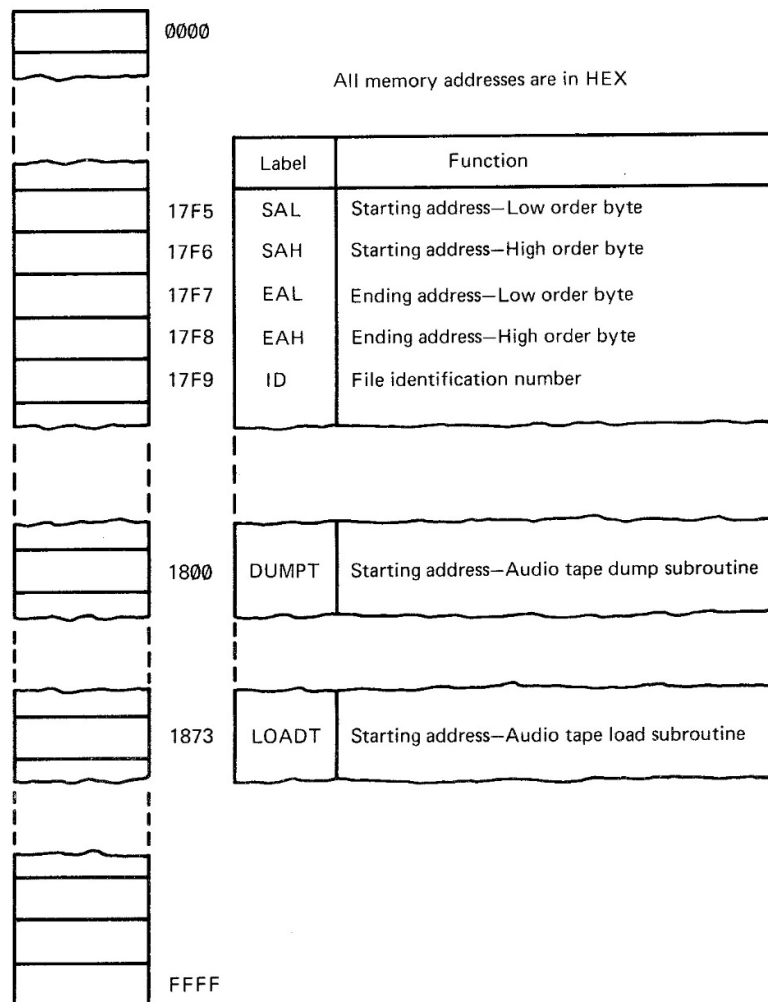 0000
All memory addresses are in HEX
Label Function
17F5 SAL Starting address—Low order byte
17F6 SAH Starting address—High order byte
17F7 EAL Ending address—Low order byte
17F8 EAH Ending address—High order byte
17F9 ID File identification number
1800 DUMPT Starting address—Audio tape dump subroutine
1873 LOADT Starting address—Audio tape load subroutine
FFFF